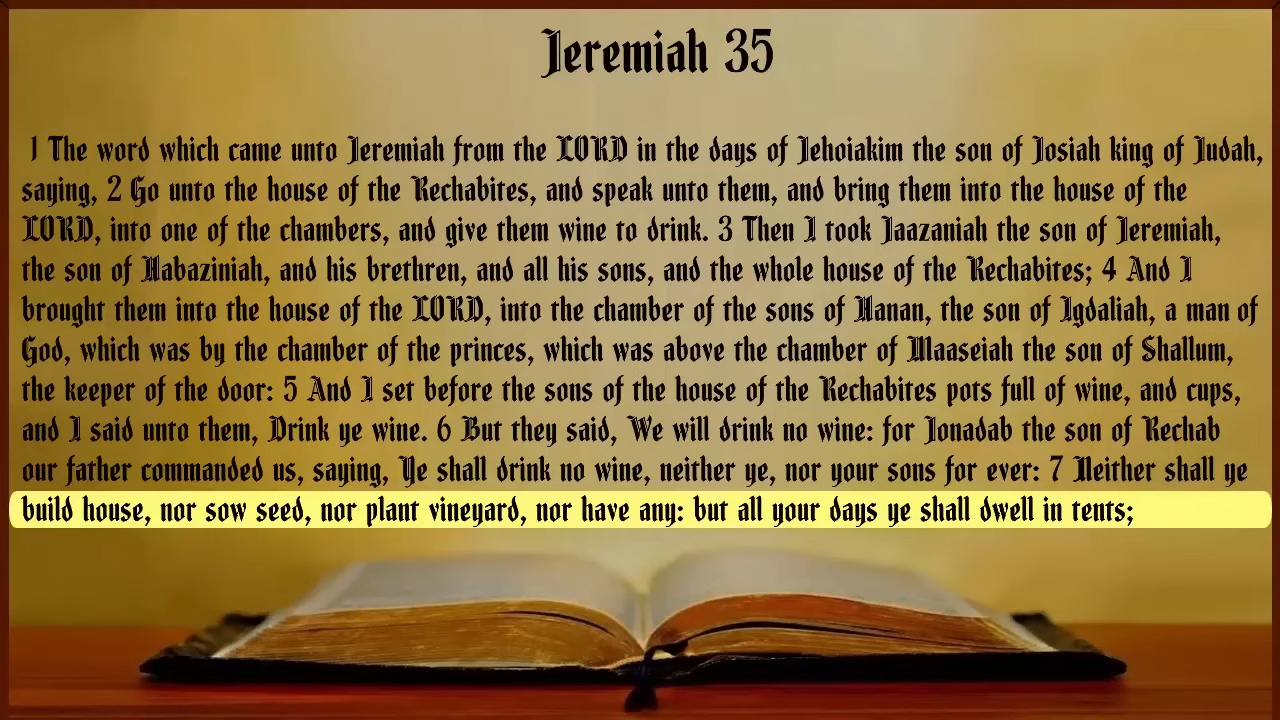 Jeremiah 35
1 The word which came unto Jeremiah from the LORD in the days of Jehoiakim the son of Josiah king of Judah,
saying, 2 Go unto the house of the Rechabites, and speak unto them, and bring them into the house of the
LORD, into one of the chambers, and give them wine to drink. 3 Then I took Jaazaniah the son of Jeremiah,
the son of Habaziniah, and his brethren, and all his sons, and the whole house of the Rechabites; 4 And I
brought them into the house of the LORD, into the chamber of the sons of Hanan, the son of Igdaliah, a man of
God, which was by the chamber of the princes, which was above the chamber of Maaseiah the son of Shallum,
the keeper of the door: 5 And I set before the sons of the house of the Rechabites pots full of wine, and cups,
and I said unto them, Drink ye wine. 6 But they said, We will drink no wine: for Jonadab the son of Rechab
our father commanded us, saying, Ye shall drink no wine, neither ye, nor your sons for ever: 7 Neither shall ye
build house, nor sow seed, nor plant vineyard, nor have any: but all your days ye shall dwell in tents;